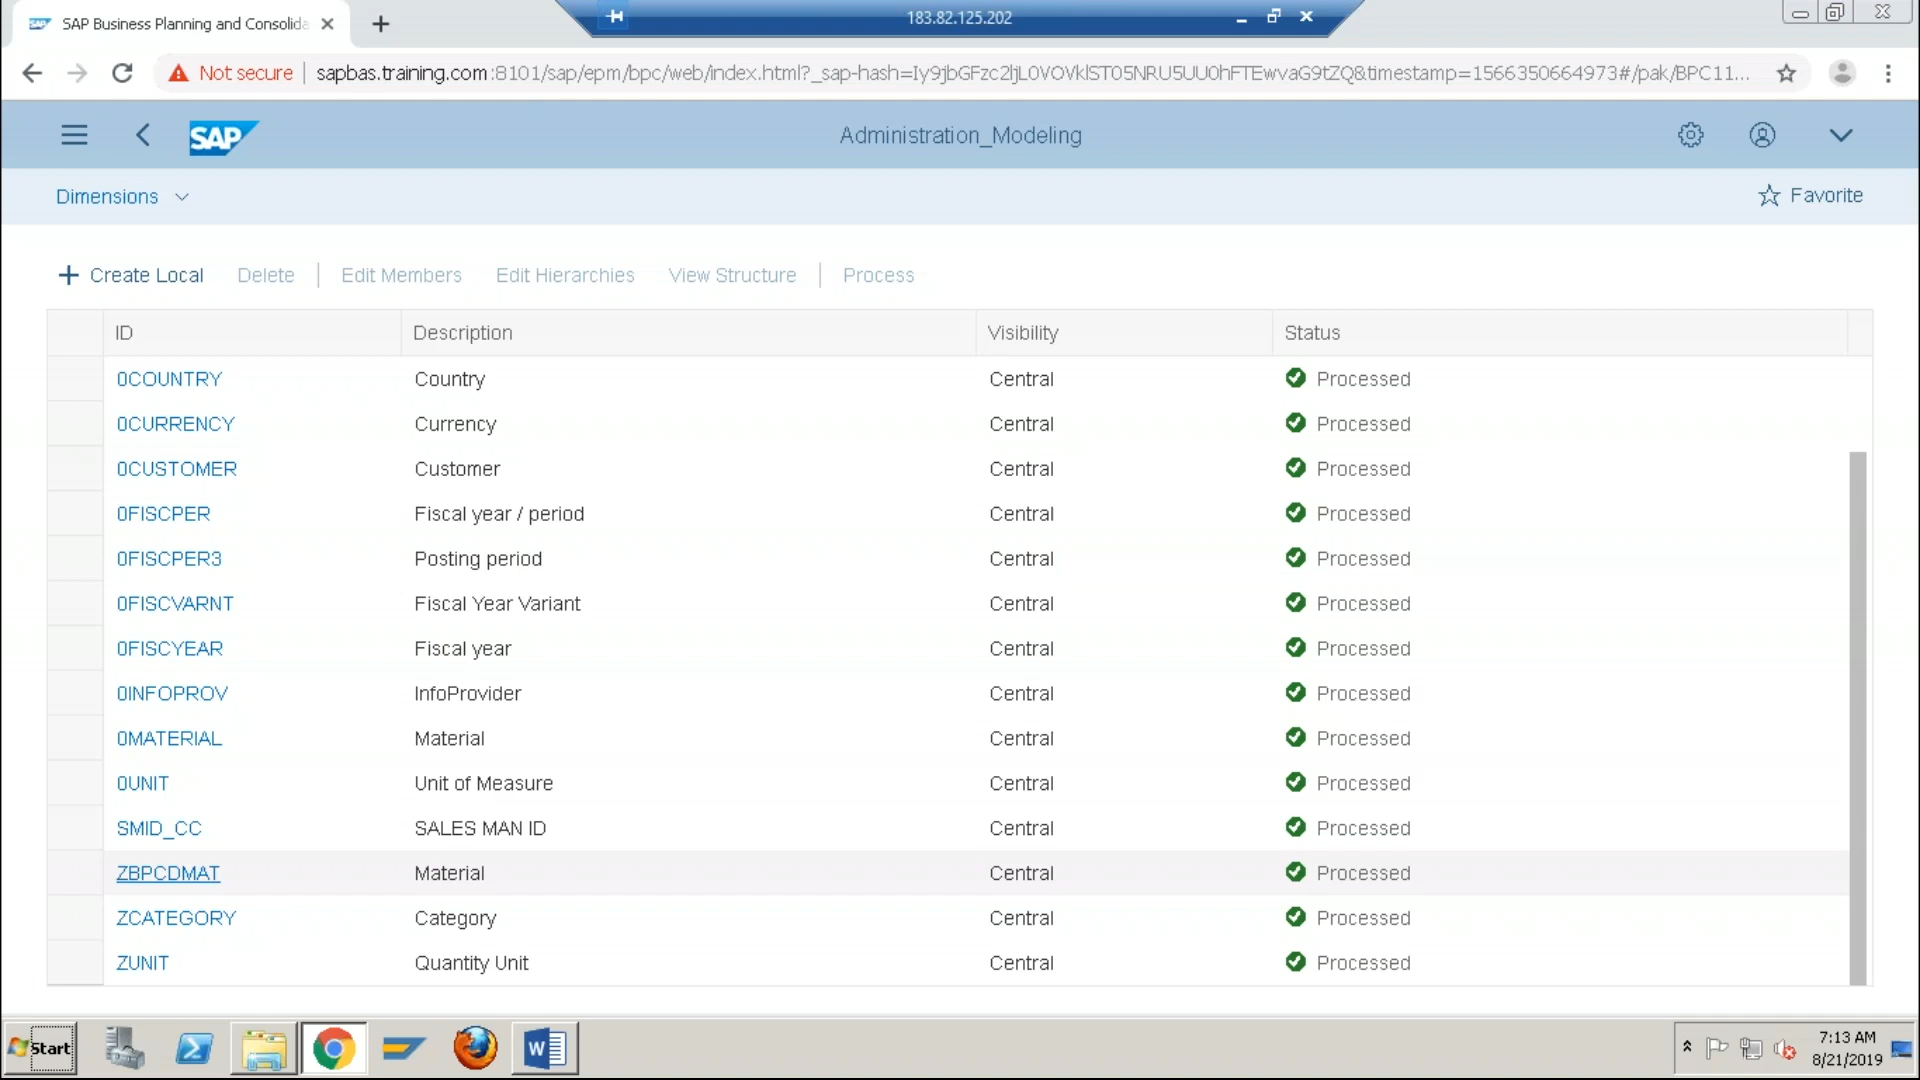 SAP Business Planning and Consolida
183.82.125.202
Not secure
sapbas.training.com:8101/sap/epm/bpc/web/index.html?_sap-hash=
&timestamp=1566350664973#/pak/BPC11...
SAP
Administration_Modeling
Dimensions
Favorite
Create Local Delete Edit Members Edit Hierarchies View Structure Process
ID Description Visibility Status
0COUNTRY Country Central Processed
0CURRENCY Currency Central Processed
0CUSTOMER Customer Central Processed
0FISCPER Fiscal year / period Central Processed
0FISCPER3 Posting period Central Processed
0FISCVARNT Fiscal Year Variant Central Processed
0FISCYEAR Fiscal year Central Processed
0INFOPROV InfoProvider Central Processed
0MATERIAL Material Central Processed
0UNIT Unit of Measure Central Processed
SMID_CC SALES MAN ID Central Processed
ZBPCDMAT Material Central Processed
ZCATEGORY Category Central Processed
ZUNIT Quantity Unit Central Processed
Start
W
7:13 AM
8/21/2019